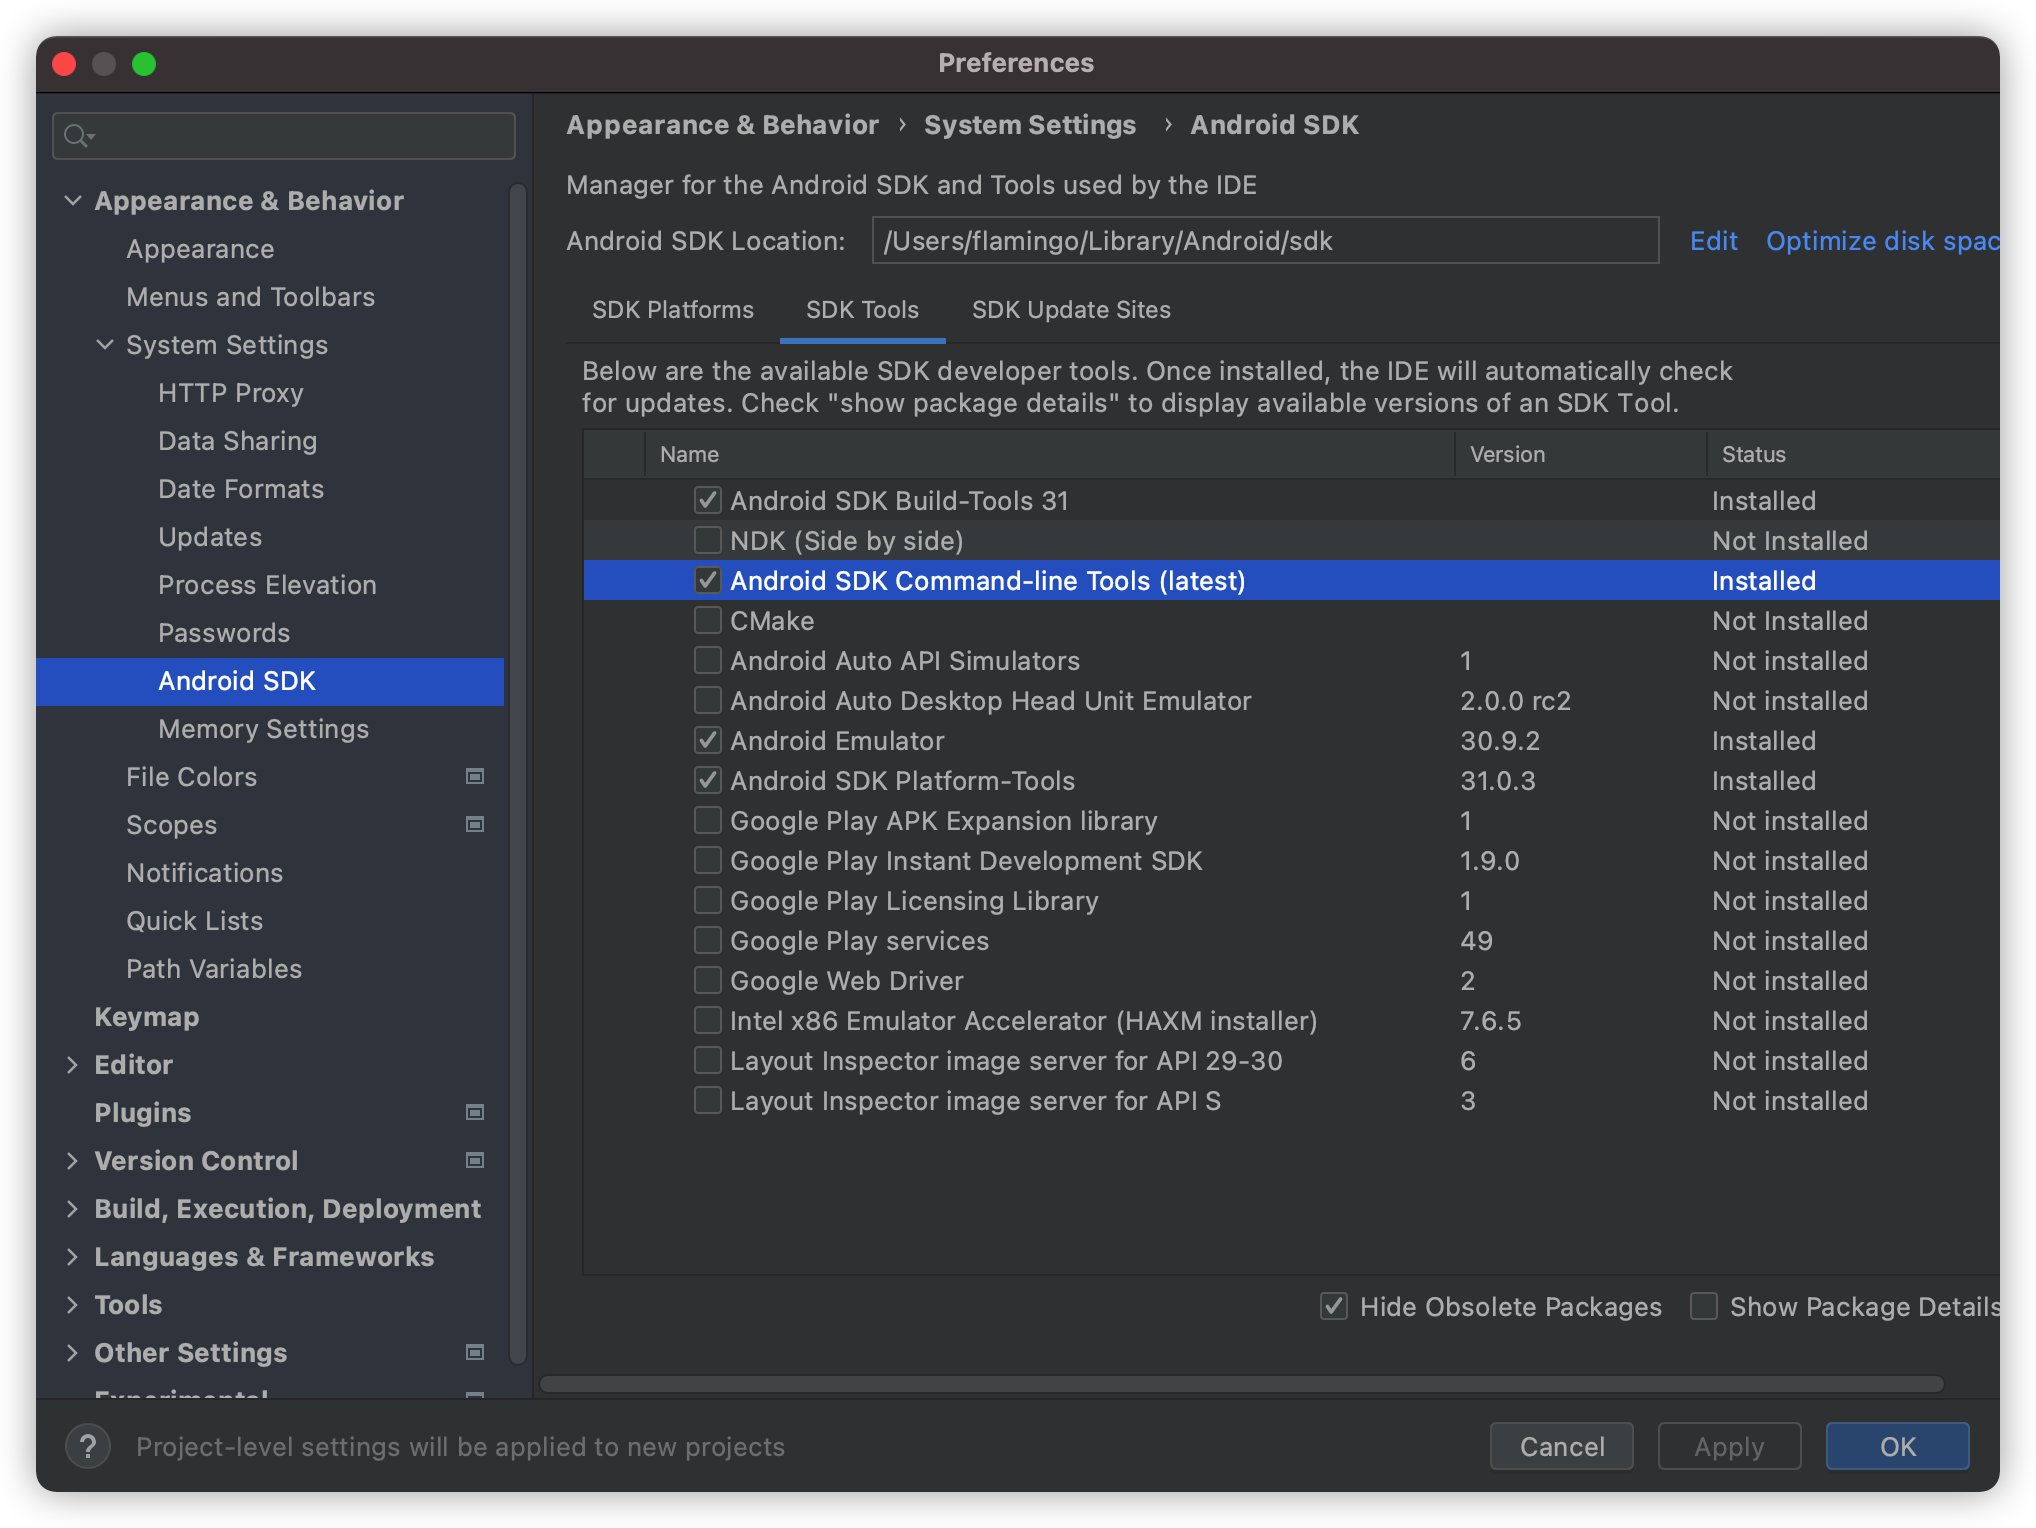 Preferences
Appearance & Behavior
Appearance
Menus and Toolbars
System Settings
HTTP Proxy
Data Sharing
Date Formats
Updates
Process Elevation
Passwords
Android SDK
Memory Settings
File Colors
Scopes
Notifications
Quick Lists
Path Variables
Keymap
Editor
Plugins
Version Control
Build, Execution, Deployment
Languages & Frameworks
Tools
Other Settings
Experimental
Appearance & Behavior › System Settings › Android SDK
Manager for the Android SDK and Tools used by the IDE
Android SDK Location: /Users/flamingo/Library/Android/sdk Edit Optimize disk spac
SDK Platforms SDK Tools SDK Update Sites
Below are the available SDK developer tools. Once installed, the IDE will automatically check
for updates. Check "show package details" to display available versions of an SDK Tool.
Name Version Status
Android SDK Build-Tools 31 Installed
NDK (Side by side) Not Installed
Android SDK Command-line Tools (latest) Installed
CMake Not Installed
Android Auto API Simulators 1 Not installed
Android Auto Desktop Head Unit Emulator 2.0.0 rc2 Not installed
Android Emulator 30.9.2 Installed
Android SDK Platform-Tools 31.0.3 Installed
Google Play APK Expansion library 1 Not installed
Google Play Instant Development SDK 1.9.0 Not installed
Google Play Licensing Library 1 Not installed
Google Play services 49 Not installed
Google Web Driver 2 Not installed
Intel x86 Emulator Accelerator (HAXM installer) 7.6.5 Not installed
Layout Inspector image server for API 29-30 6 Not installed
Layout Inspector image server for API S 3 Not installed
Hide Obsolete Packages Show Package Details
? Project-level settings will be applied to new projects
Cancel Apply OK